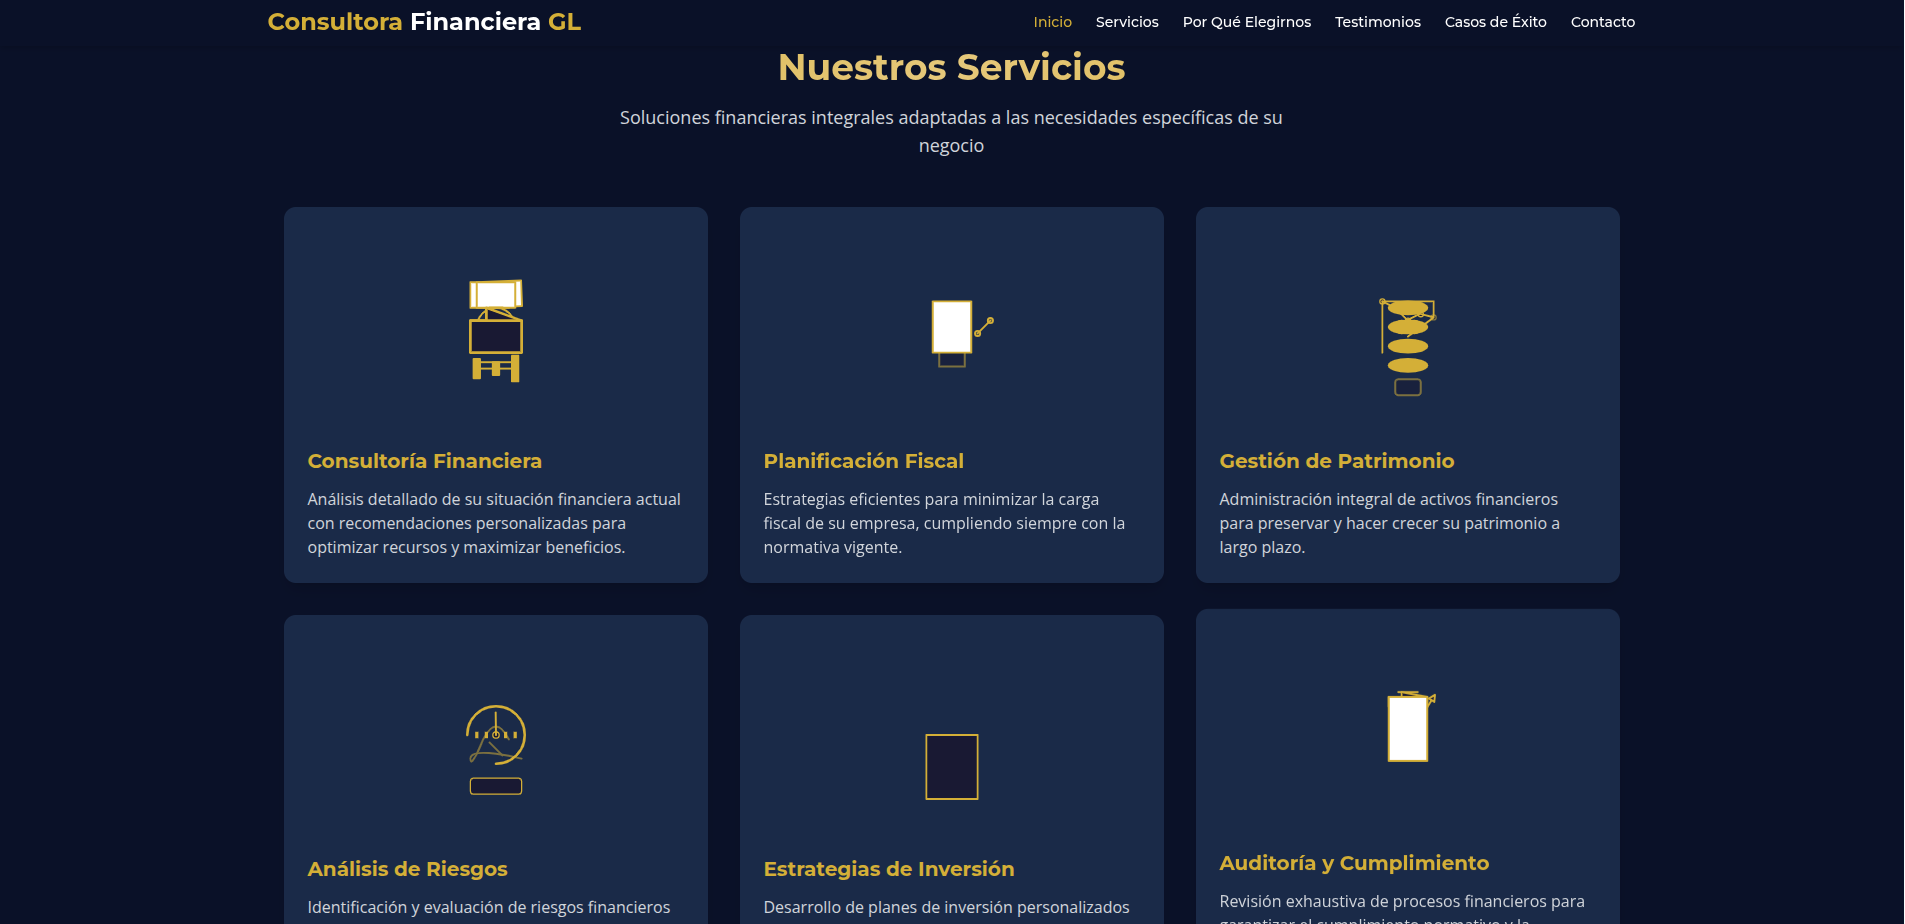 Consultora Financiera GL
Inicio Servicios Por Qué Elegirnos Testimonios Casos de Éxito Contacto
Nuestros Servicios
Soluciones financieras integrales adaptadas a las necesidades específicas de su
negocio
Consultoría Financiera
Análisis detallado de su situación financiera actual
con recomendaciones personalizadas para
optimizar recursos y maximizar beneficios.
Planificación Fiscal
Estrategias eficientes para minimizar la carga
fiscal de su empresa, cumpliendo siempre con la
normativa vigente.
Gestión de Patrimonio
Administración integral de activos financieros
para preservar y hacer crecer su patrimonio a
largo plazo.
Análisis de Riesgos
Identificación y evaluación de riesgos financieros
Estrategias de Inversión
Desarrollo de planes de inversión personalizados
Auditoría y Cumplimiento
Revisión exhaustiva de procesos financieros para
garantizar el cumplimiento normativo y la